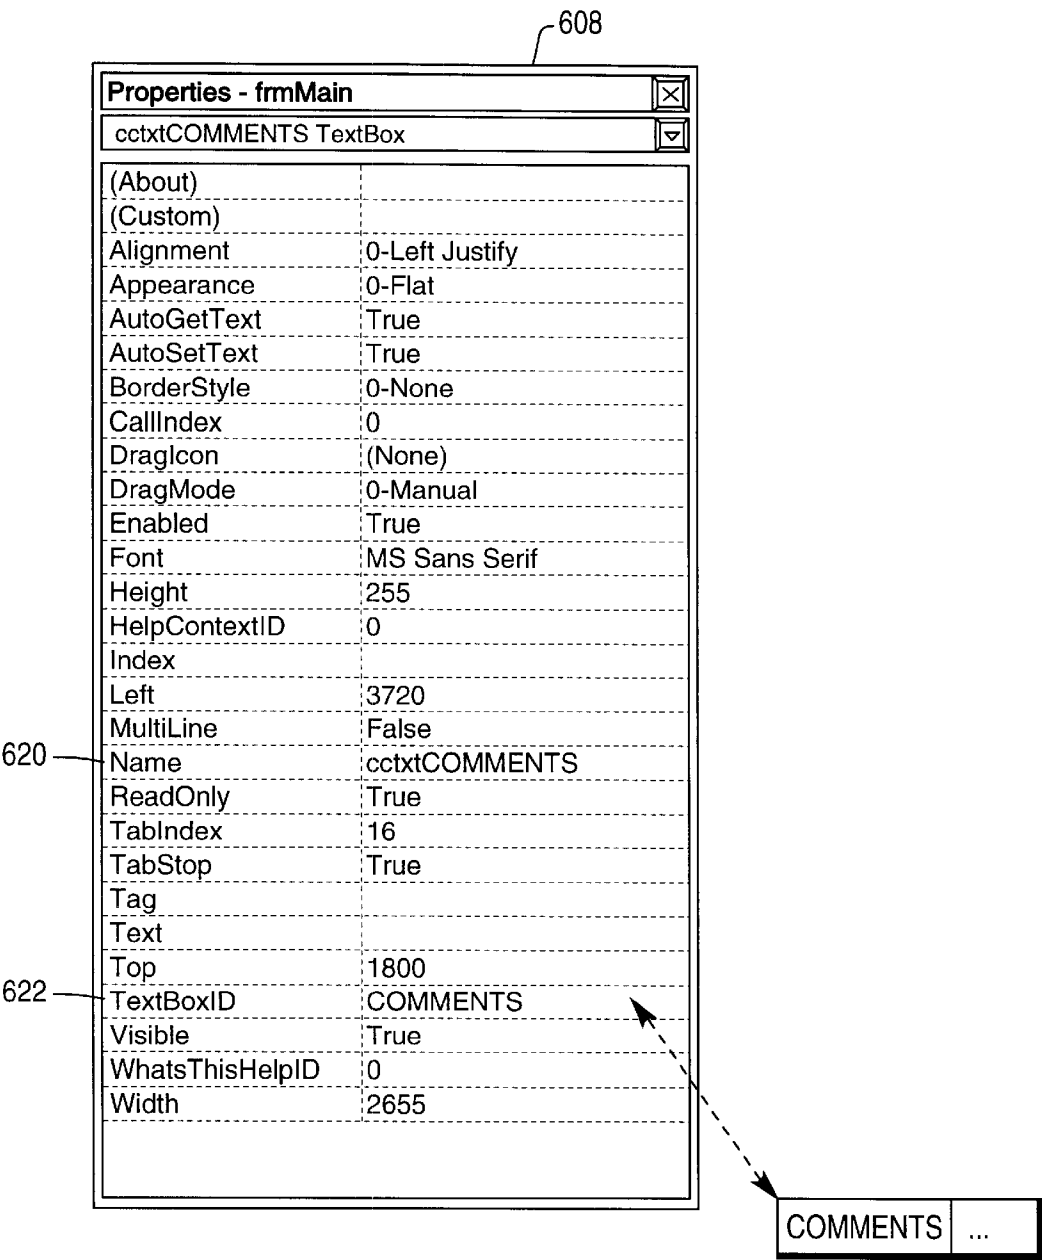 608
Properties - frmMain
cctxtCOMMENTS TextBox
(About)
(Custom)
Alignment 0-Left Justify
Appearance 0-Flat
AutoGetText True
AutoSetText True
BorderStyle 0-None
CallIndex 0
DragIcon (None)
DragMode 0-Manual
Enabled True
Font MS Sans Serif
Height 255
HelpContextID 0
Index
Left 3720
MultiLine False
620 Name cctxtCOMMENTS
ReadOnly True
TabIndex 16
TabStop True
Tag
Text
Top 1800
622 TextBoxID COMMENTS
Visible True
WhatsThisHelpID 0
Width 2655
COMMENTS ...